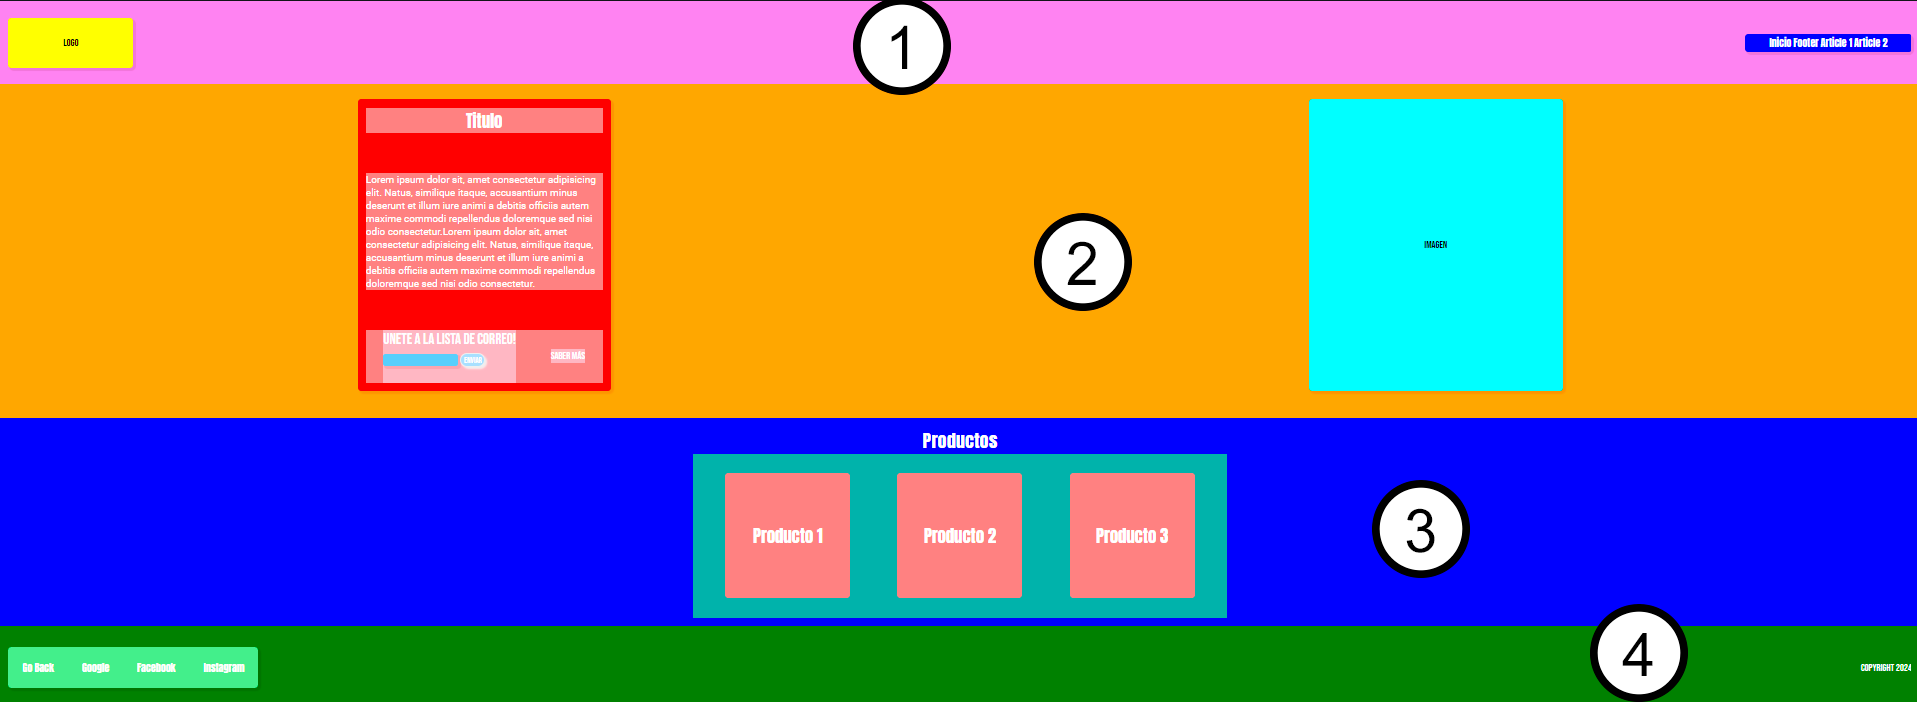 LOGO
1
Inicio Footer Article 1 Article 2
Titulo
Lorem ipsum dolor sit, amet consectetur adipisicing
elit. Natus, similique itaque, accusantium minus
deserunt et illum iure animi a debitis officiis autem
maxime commodi repellendus doloremque sed nisi
odio consectetur.Lorem ipsum dolor sit, amet
consectetur adipisicing elit. Natus, similique itaque,
accusantium minus deserunt et illum iure animi a
debitis officiis autem maxime commodi repellendus
doloremque sed nisi odio consectetur.
UNETE A LA LISTA DE CORREO!
ENVIAR
SABER MÁS
2
IMAGEN
Productos
Producto 1
Producto 2
Producto 3
3
Go Back
Google
Facebook
Instagram
4
COPYRIGHT 2024